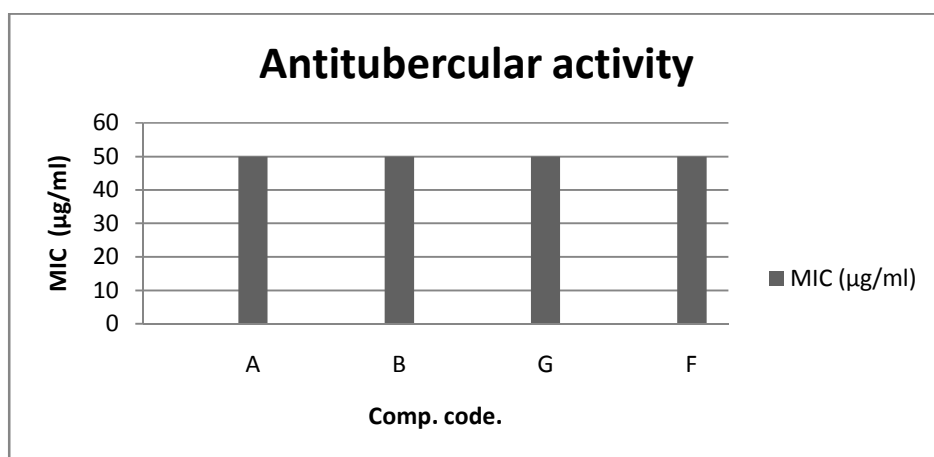 Antitubercular activity
MIC (µg/ml)
60
50
40
30
20
10
0
A B G F
Comp. code.
MIC (µg/ml)